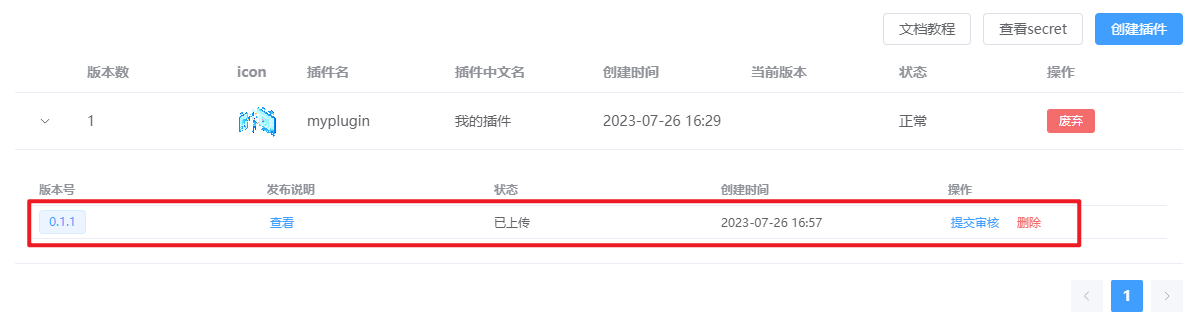 文档教程 查看secret 创建插件
版本数 icon 插件名 插件中文名 创建时间 当前版本 状态 操作
1 myplugin 我的插件 2023-07-26 16:29 正常 废弃
版本号 发布说明 状态 创建时间 操作
0.1.1 查看 已上传 2023-07-26 16:57 提交审核 删除
1